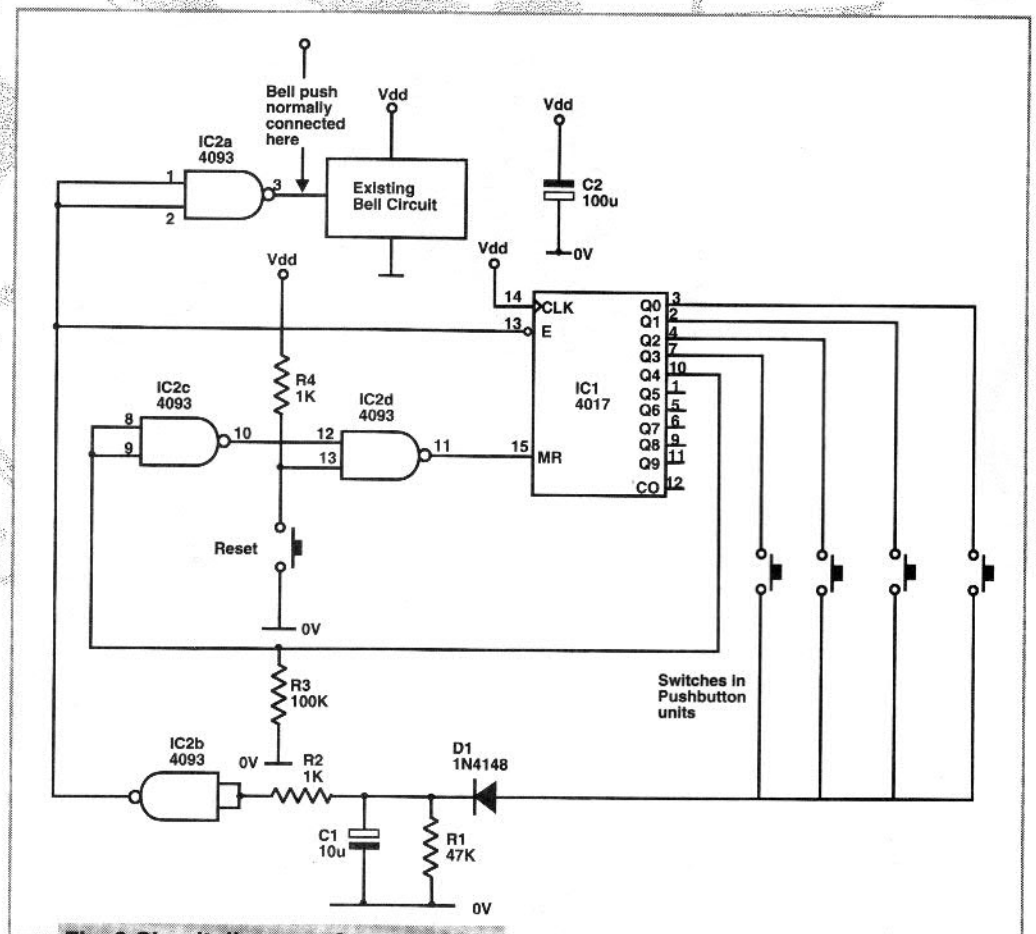 Bell push
normally
connected
here
Vdd
Vdd
IC2a
4093
1
2
3
Existing
Bell Circuit
C2
100u
0V
Vdd
Vdd
14
CLK
13
E
IC1
4017
15
MR
Q0 3
Q1 2
Q2 4
Q3 7
Q4 10
Q5 1
Q6 5
Q7 6
Q8 9
Q9 11
CO 12
R4
1K
IC2c
4093
8
9
10
IC2d
4093
12
13
11
Reset
0V
R3
100K
0V
Switches in
Pushbutton
units
IC2b
4093
R2
1K
D1
1N4148
C1
10u
R1
47K
0V